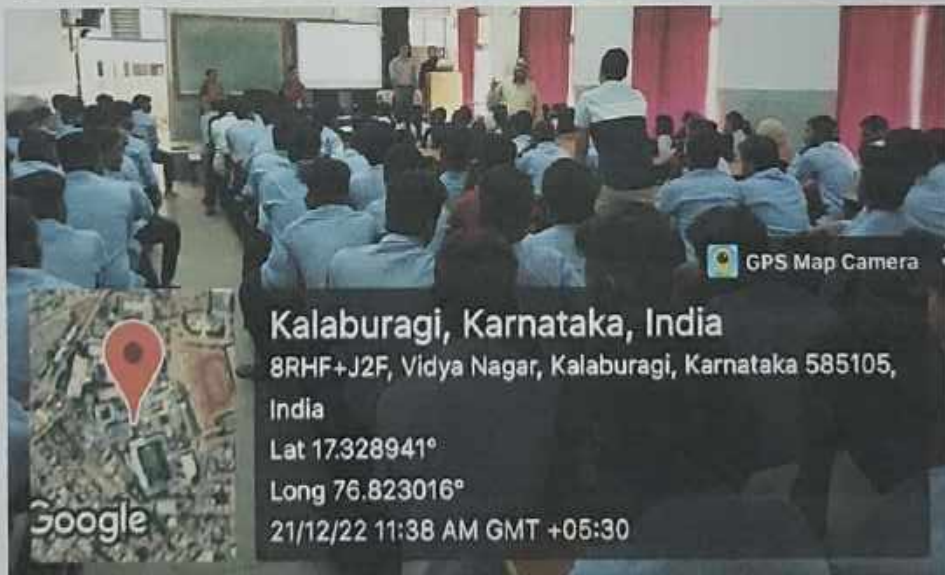 GPS Map Camera
Kalaburagi, Karnataka, India
8RHF+J2F, Vidya Nagar, Kalaburagi, Karnataka 585105,
India
Lat 17.328941°
Long 76.823016°
21/12/22 11:38 AM GMT +05:30
Google